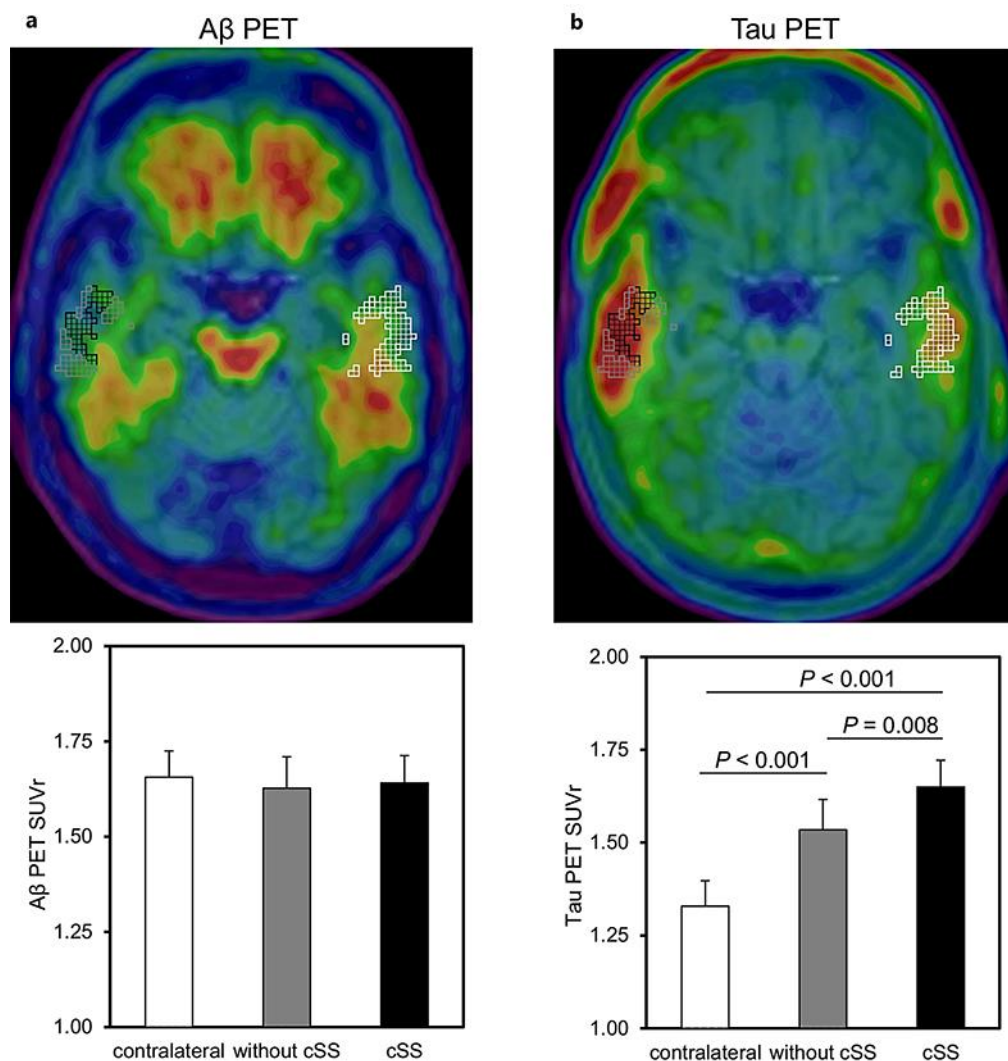 a
Aβ PET
2.00
1.75
1.50
1.25
1.00
Aβ PET SUVr
contralateral without cSS cSS
b
Tau PET
2.00
1.75
1.50
1.25
1.00
Tau PET SUVr
P < 0.001
P = 0.008
P < 0.001
contralateral without cSS cSS